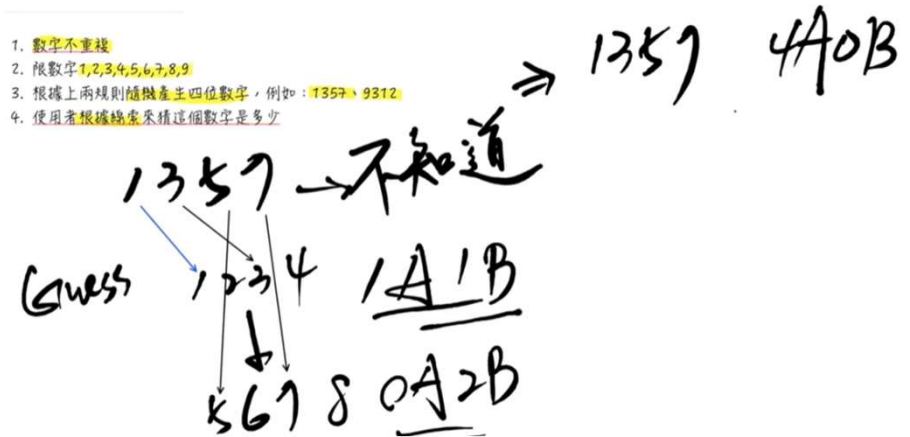 1. 數字不重複
2. 限數字1,2,3,4,5,6,7,8,9
3. 根據上兩規則隨機產生四位數字，例如：1357、9312
4. 使用者根據線索來猜這個數字是多少
⇒ 1357 4A0B
1357 → 不知道
Guess 1234 1A1B
5678 0A2B